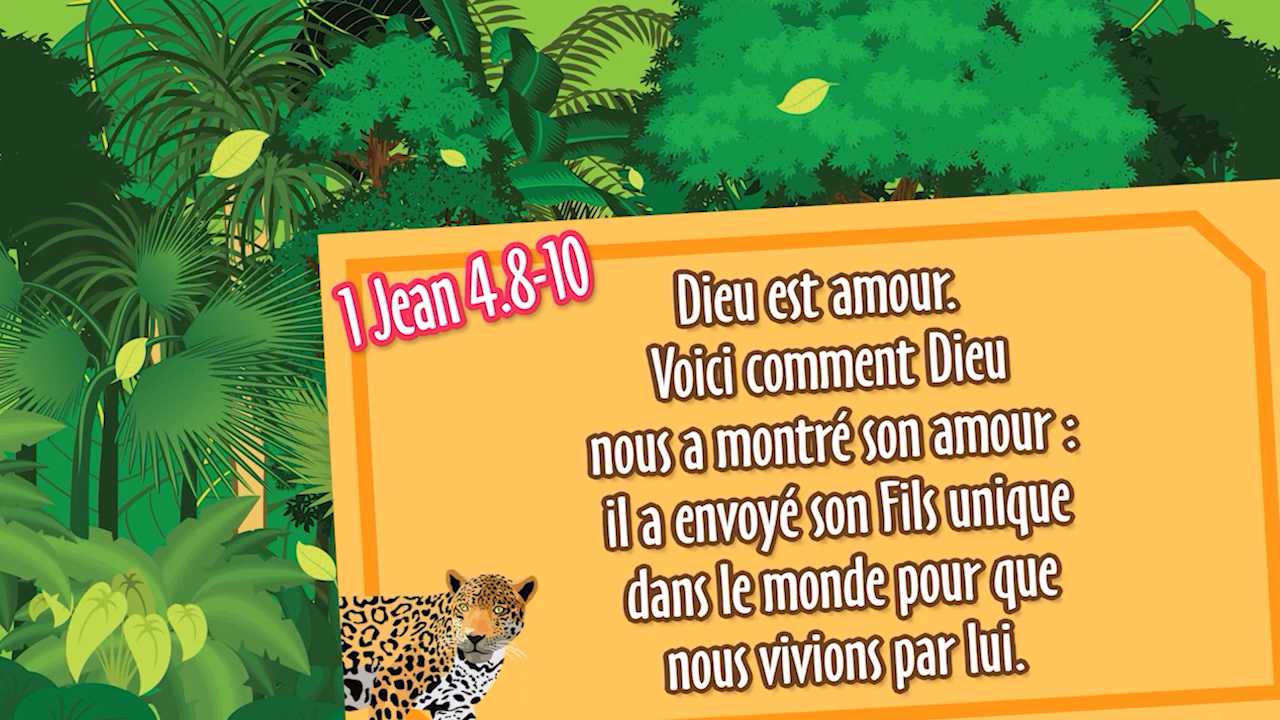 1 Jean 4.8-10
Dieu est amour.
Voici comment Dieu
nous a montré son amour :
il a envoyé son Fils unique
dans le monde pour que
nous vivions par lui.